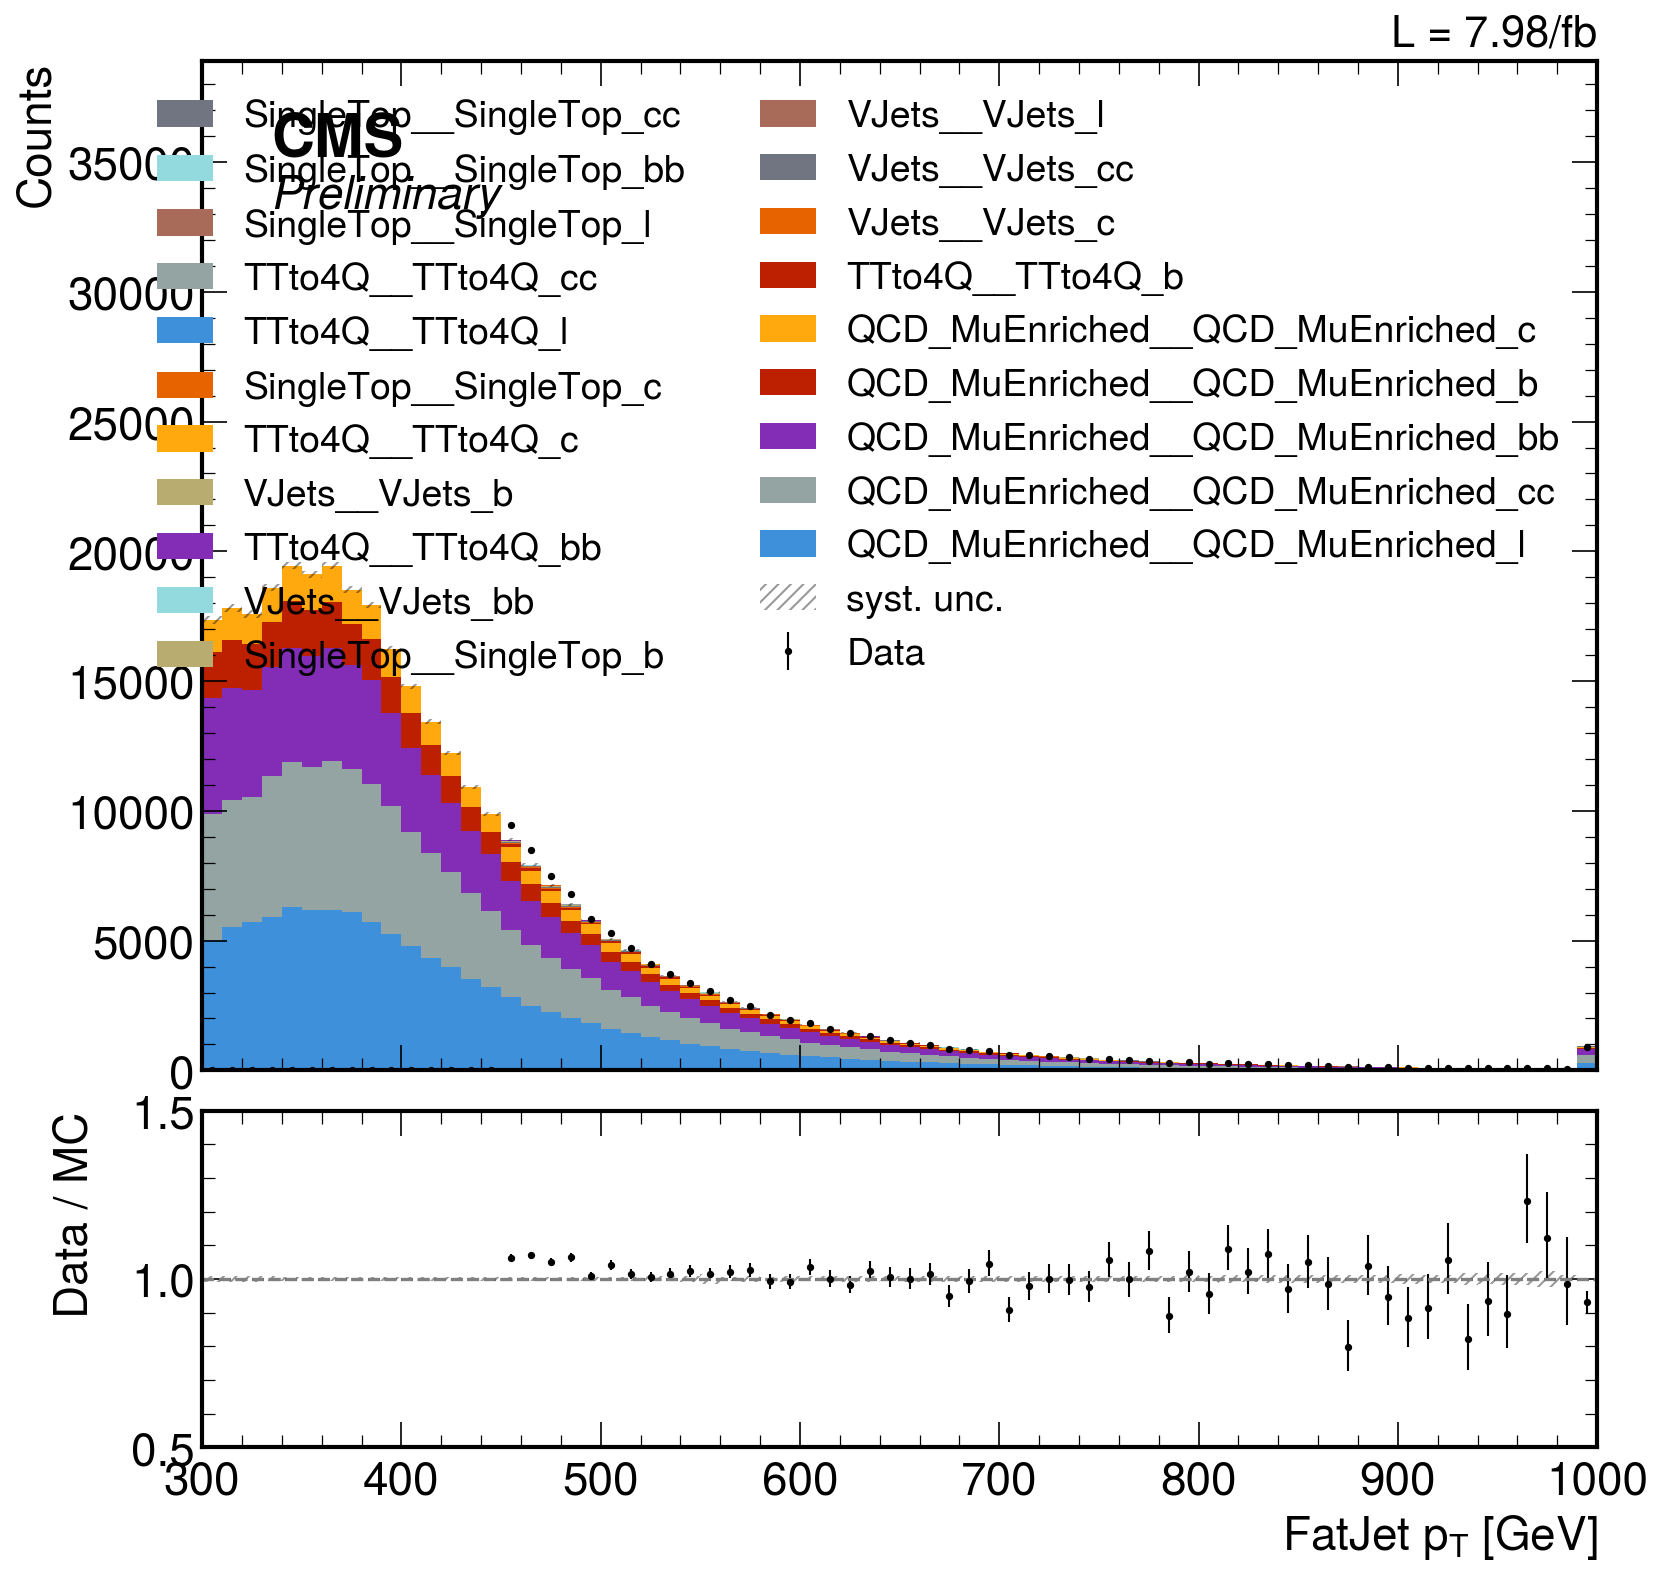 L = 7.98/fb
Counts
CMS
Preliminary
SingleTop__SingleTop_cc
SingleTop__SingleTop_bb
SingleTop__SingleTop_l
TTto4Q__TTto4Q_cc
TTto4Q__TTto4Q_l
SingleTop__SingleTop_c
TTto4Q__TTto4Q_c
VJets__VJets_b
TTto4Q__TTto4Q_bb
VJets__VJets_bb
SingleTop__SingleTop_b
VJets__VJets_l
VJets__VJets_cc
VJets__VJets_c
TTto4Q__TTto4Q_b
QCD_MuEnriched__QCD_MuEnriched_c
QCD_MuEnriched__QCD_MuEnriched_b
QCD_MuEnriched__QCD_MuEnriched_bb
QCD_MuEnriched__QCD_MuEnriched_cc
QCD_MuEnriched__QCD_MuEnriched_l
syst. unc.
Data
35000
30000
25000
20000
15000
10000
5000
0
Data / MC
1.5
1.0
0.5
300 400 500 600 700 800 900 1000
FatJet p_T [GeV]